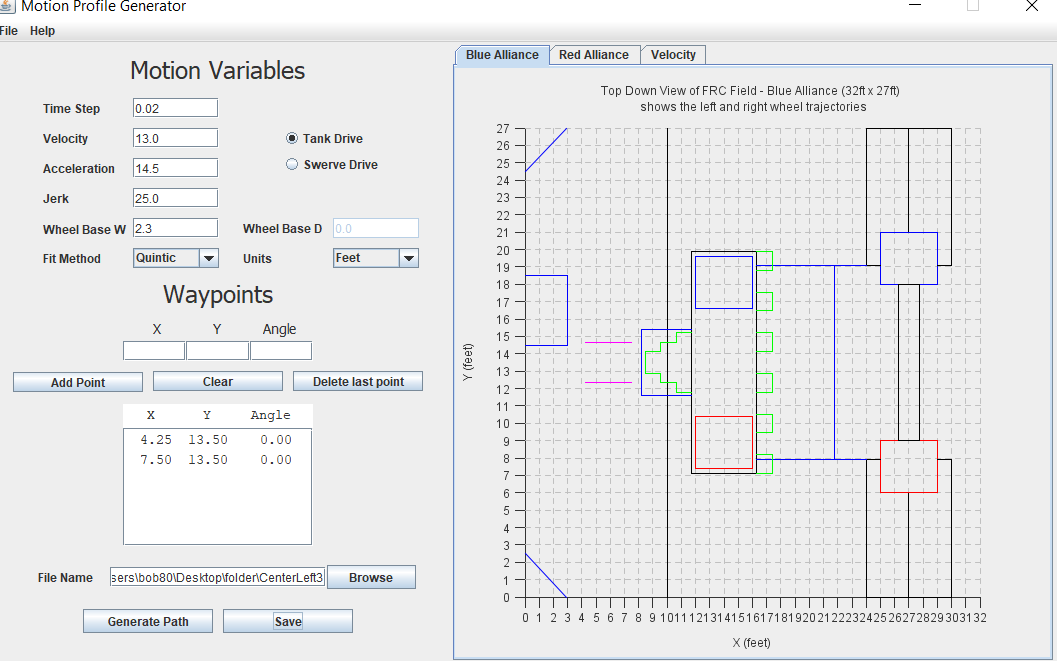 Motion Profile Generator
File Help
Motion Variables
Time Step 0.02
Velocity 13.0
Acceleration 14.5
Jerk 25.0
Wheel Base W 2.3
Wheel Base D 0.0
Fit Method Quintic
Units Feet
Tank Drive
Swerve Drive
Waypoints
X Y Angle
Add Point Clear Delete last point
X Y Angle
4.25 13.50 0.00
7.50 13.50 0.00
File Name sers\bob80\Desktop\folder\CenterLeft3 Browse
Generate Path Save
Blue Alliance Red Alliance Velocity
Top Down View of FRC Field - Blue Alliance (32ft x 27ft)
shows the left and right wheel trajectories
27
26
25
24
23
22
21
20
19
18
17
16
15
14
13
12
11
10
9
8
7
6
5
4
3
2
1
0
Y (feet)
0 1 2 3 4 5 6 7 8 9 10 11 12 13 14 15 16 17 18 19 20 21 22 23 24 25 26 27 28 29 30 31 32
X (feet)